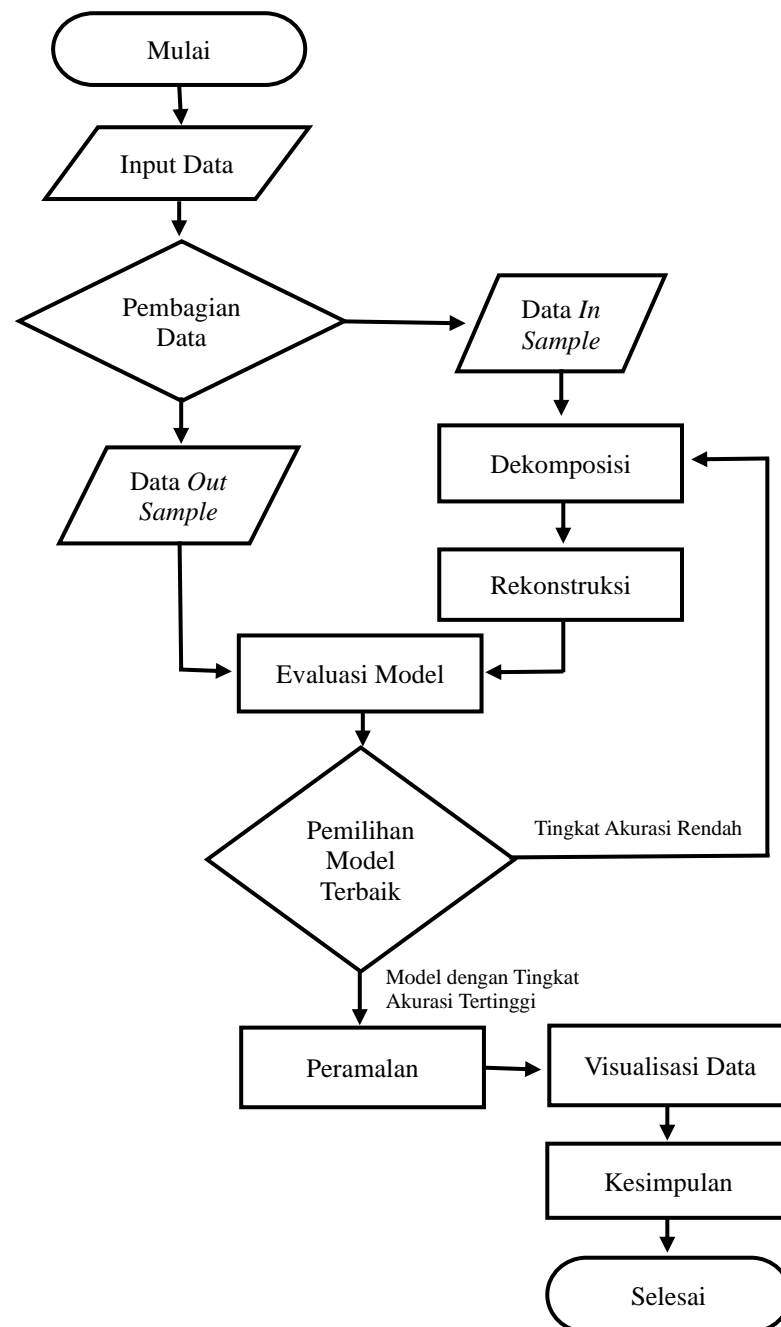 Mulai
Input Data
Pembagian
Data
Data In
Sample
Dekomposisi
Data Out
Sample
Rekonstruksi
Evaluasi Model
Pemilihan
Model
Terbaik
Tingkat Akurasi Rendah
Model dengan Tingkat
Akurasi Tertinggi
Peramalan
Visualisasi Data
Kesimpulan
Selesai